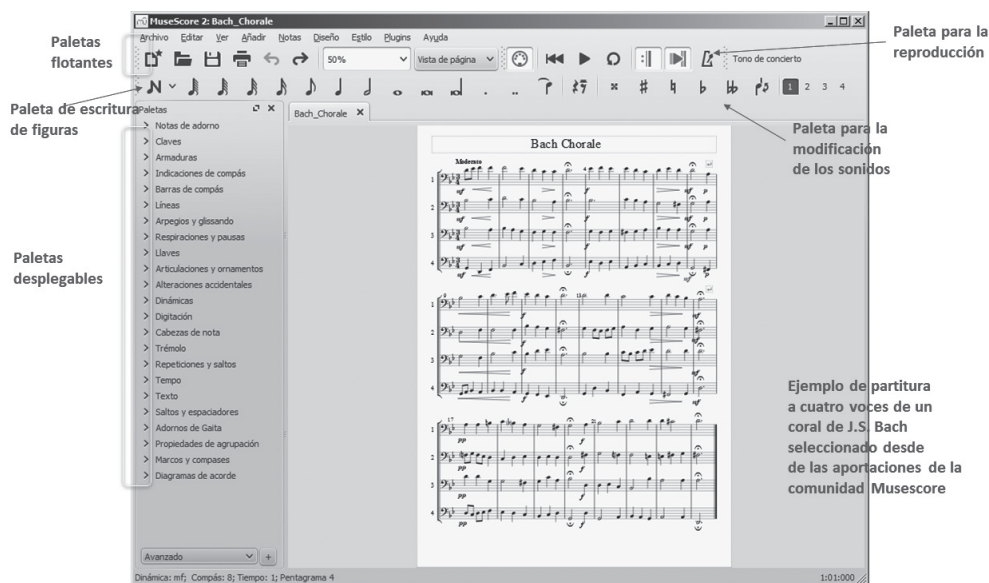 MuseScore 2: Bach_Chorale
Archivo Editar Ver Añadir Notas Diseño Estilo Plugins Ayuda
Paletas
flotantes
50%
Vista de página
Tono de concierto
Paleta para la
reproducción
1 2 3 4
Paleta de escritura
de figuras
Paletas
Bach_Chorale
Paleta para la
modificación
de los sonidos
Notas de adorno
Claves
Armaduras
Indicaciones de compás
Barras de compás
Líneas
Arpegios y glissando
Respiraciones y pausas
Llaves
Articulaciones y ornamentos
Alteraciones accidentales
Dinámicas
Digitación
Cabezas de nota
Trémolo
Repeticiones y saltos
Tempo
Texto
Saltos y espaciadores
Adornos de Gaita
Propiedades de agrupación
Marcos y compases
Diagramas de acorde
Paletas
desplegables
Bach Chorale
Moderato
Ejemplo de partitura
a cuatro voces de un
coral de J.S. Bach
seleccionado desde
de las aportaciones de la
comunidad Musescore
Avanzado
Dinámica: mf; Compás: 8; Tiempo: 1; Pentagrama 4
1:01:000